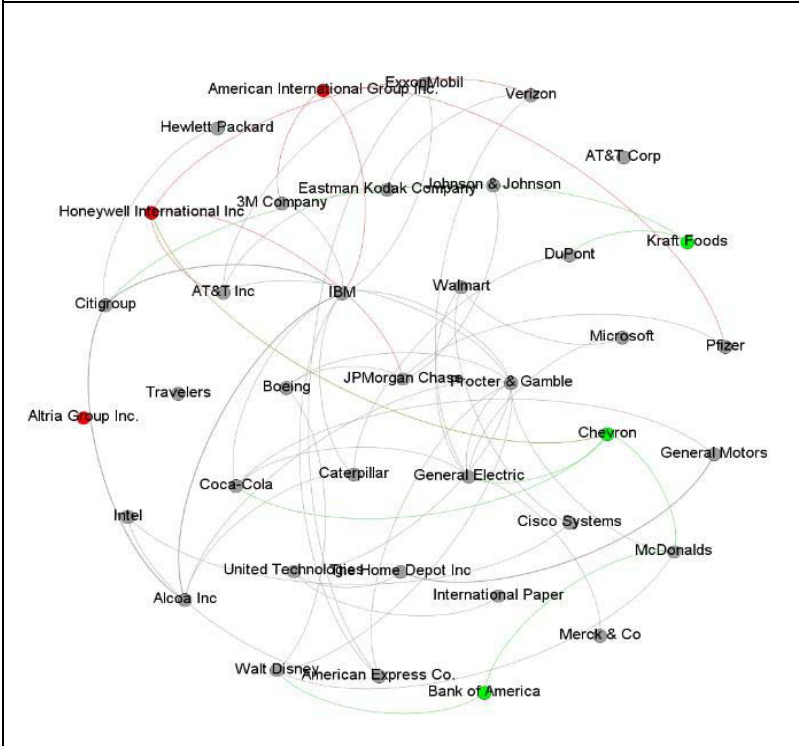 ExxonMobil
American International Group Inc.
Verizon
Hewlett Packard
AT&T Corp
Eastman Kodak Company
Johnson & Johnson
3M Company
Honeywell International Inc
Kraft Foods
DuPont
Walmart
AT&T Inc
IBM
Citigroup
Microsoft
Pfizer
JPMorgan Chase
Procter & Gamble
Boeing
Travelers
Altria Group Inc.
Chevron
General Motors
Caterpillar
General Electric
Coca-Cola
Intel
Cisco Systems
McDonalds
United Technologies
The Home Depot Inc
International Paper
Alcoa Inc
Merck & Co
Walt Disney
American Express Co.
Bank of America